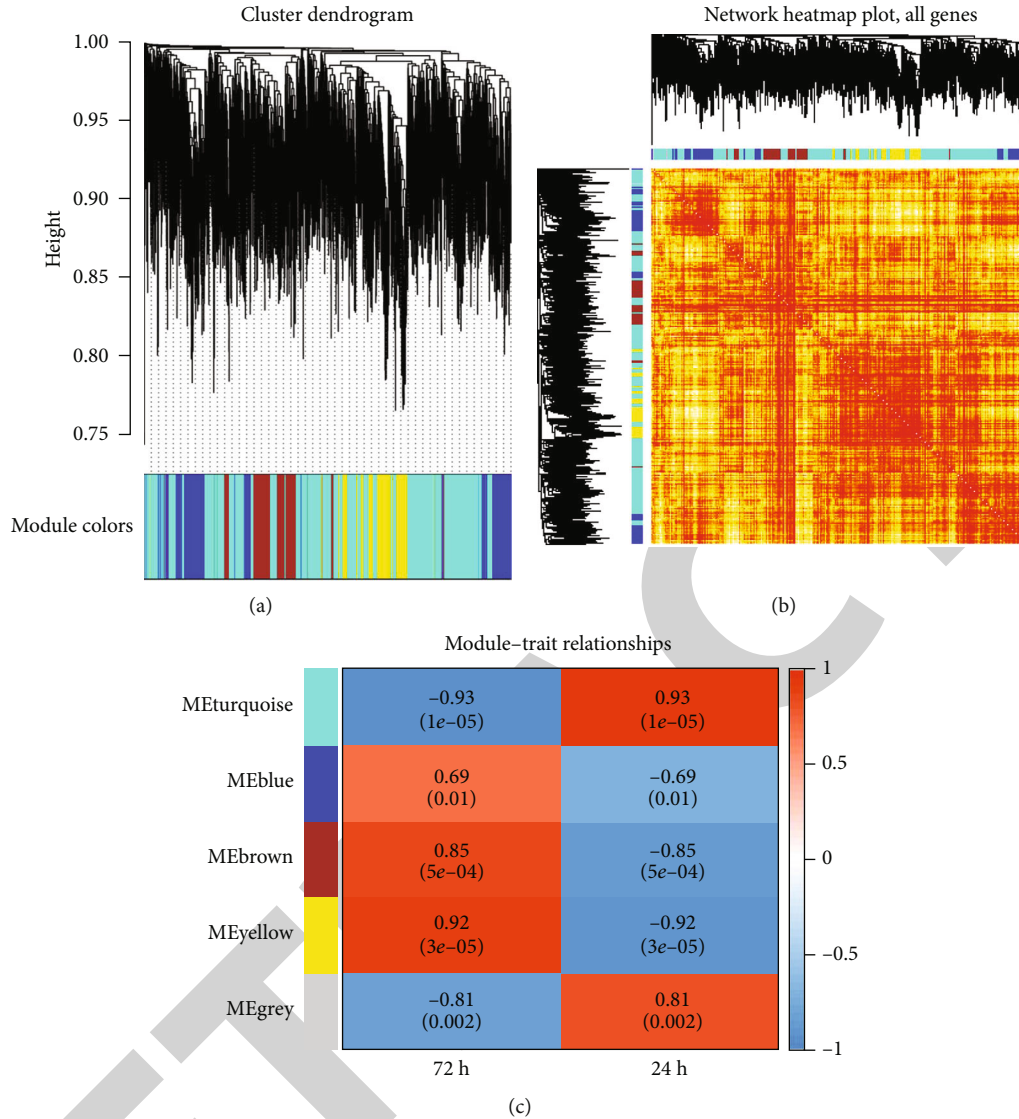 Cluster dendrogram
Height
1.00
0.95
0.90
0.85
0.80
0.75
Module colors
(a)
Network heatmap plot, all genes
(b)
Module–trait relationships
MEturquoise
–0.93
(1e–05)
0.93
(1e–05)
MEblue
0.69
(0.01)
–0.69
(0.01)
MEbrown
0.85
(5e–04)
–0.85
(5e–04)
MEyellow
0.92
(3e–05)
–0.92
(3e–05)
MEgrey
–0.81
(0.002)
0.81
(0.002)
72 h
24 h
1
0.5
0
–0.5
–1
(c)